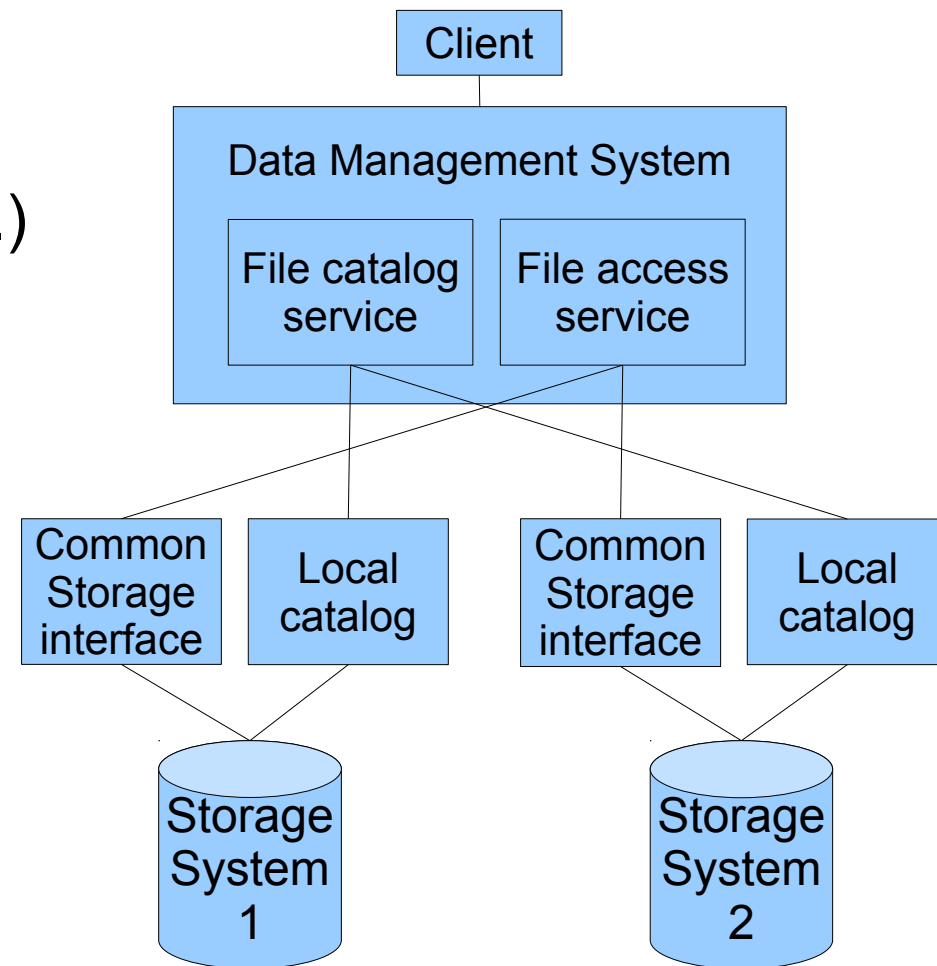 Client
Data Management System
.)
File catalog
service
File access
service
Common
Storage
interface
Local
catalog
Common
Storage
interface
Local
catalog
Storage
System
1
Storage
System
2